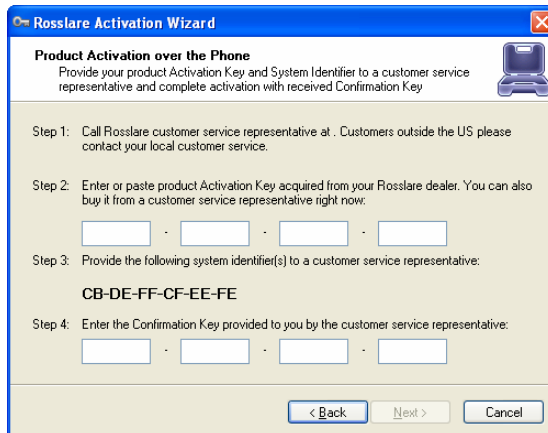 Rosslare Activation Wizard
Product Activation over the Phone
Provide your product Activation Key and System Identifier to a customer service
representative and complete activation with received Confirmation Key
Step 1: Call Rosslare customer service representative at . Customers outside the US please
contact your local customer service.
Step 2: Enter or paste product Activation Key acquired from your Rosslare dealer. You can also
buy it from a customer service representative right now:
- - -
Step 3: Provide the following system identifier(s) to a customer service representative:
CB-DE-FF-CF-EE-FE
Step 4: Enter the Confirmation Key provided to you by the customer service representative:
- - -
< Back Next > Cancel